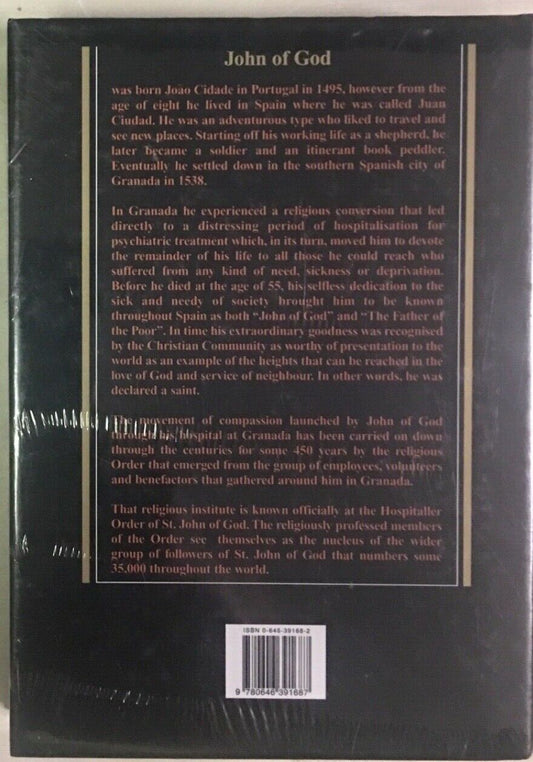 John of God
was born Joao Cidade in Portugal in 1495, however from the
age of eight he lived in Spain where he was called Juan
Ciudad. He was an adventurous type who liked to travel and
see new places. Starting off his working life as a shepherd, he
later became a soldier and an itinerant book peddler.
Eventually he settled down in the southern Spanish city of
Granada in 1538.
In Granada he experienced a religious conversion that led
directly to a distressing period of hospitalisation for
psychiatric treatment which, in its turn, moved him to devote
the remainder of his life to all those he could reach who
suffered from any kind of need, sickness or deprivation.
Before he died at the age of 55, his selfless dedication to the
sick and needy of society brought him to be known
throughout Spain as both “John of God” and “The Father of
the Poor”. In time his extraordinary goodness was recognised
by the Christian Community as worthy of presentation to the
world as an example of the heights that can be reached in the
love of God and service of neighbour. In other words, he was
declared a saint.
The movement of compassion launched by John of God
through his hospital at Granada has been carried on down
through the centuries for some 450 years by the religious
Order that emerged from the group of employees, volunteers
and benefactors that gathered around him in Granada.
That religious institute is known officially at the Hospitaller
Order of St. John of God. The religiously professed members
of the Order see themselves as the nucleus of the wider
group of followers of St. John of God that numbers some
35.000 throughout the world.
ISBN 0-646-39168-2
9 780646 391687